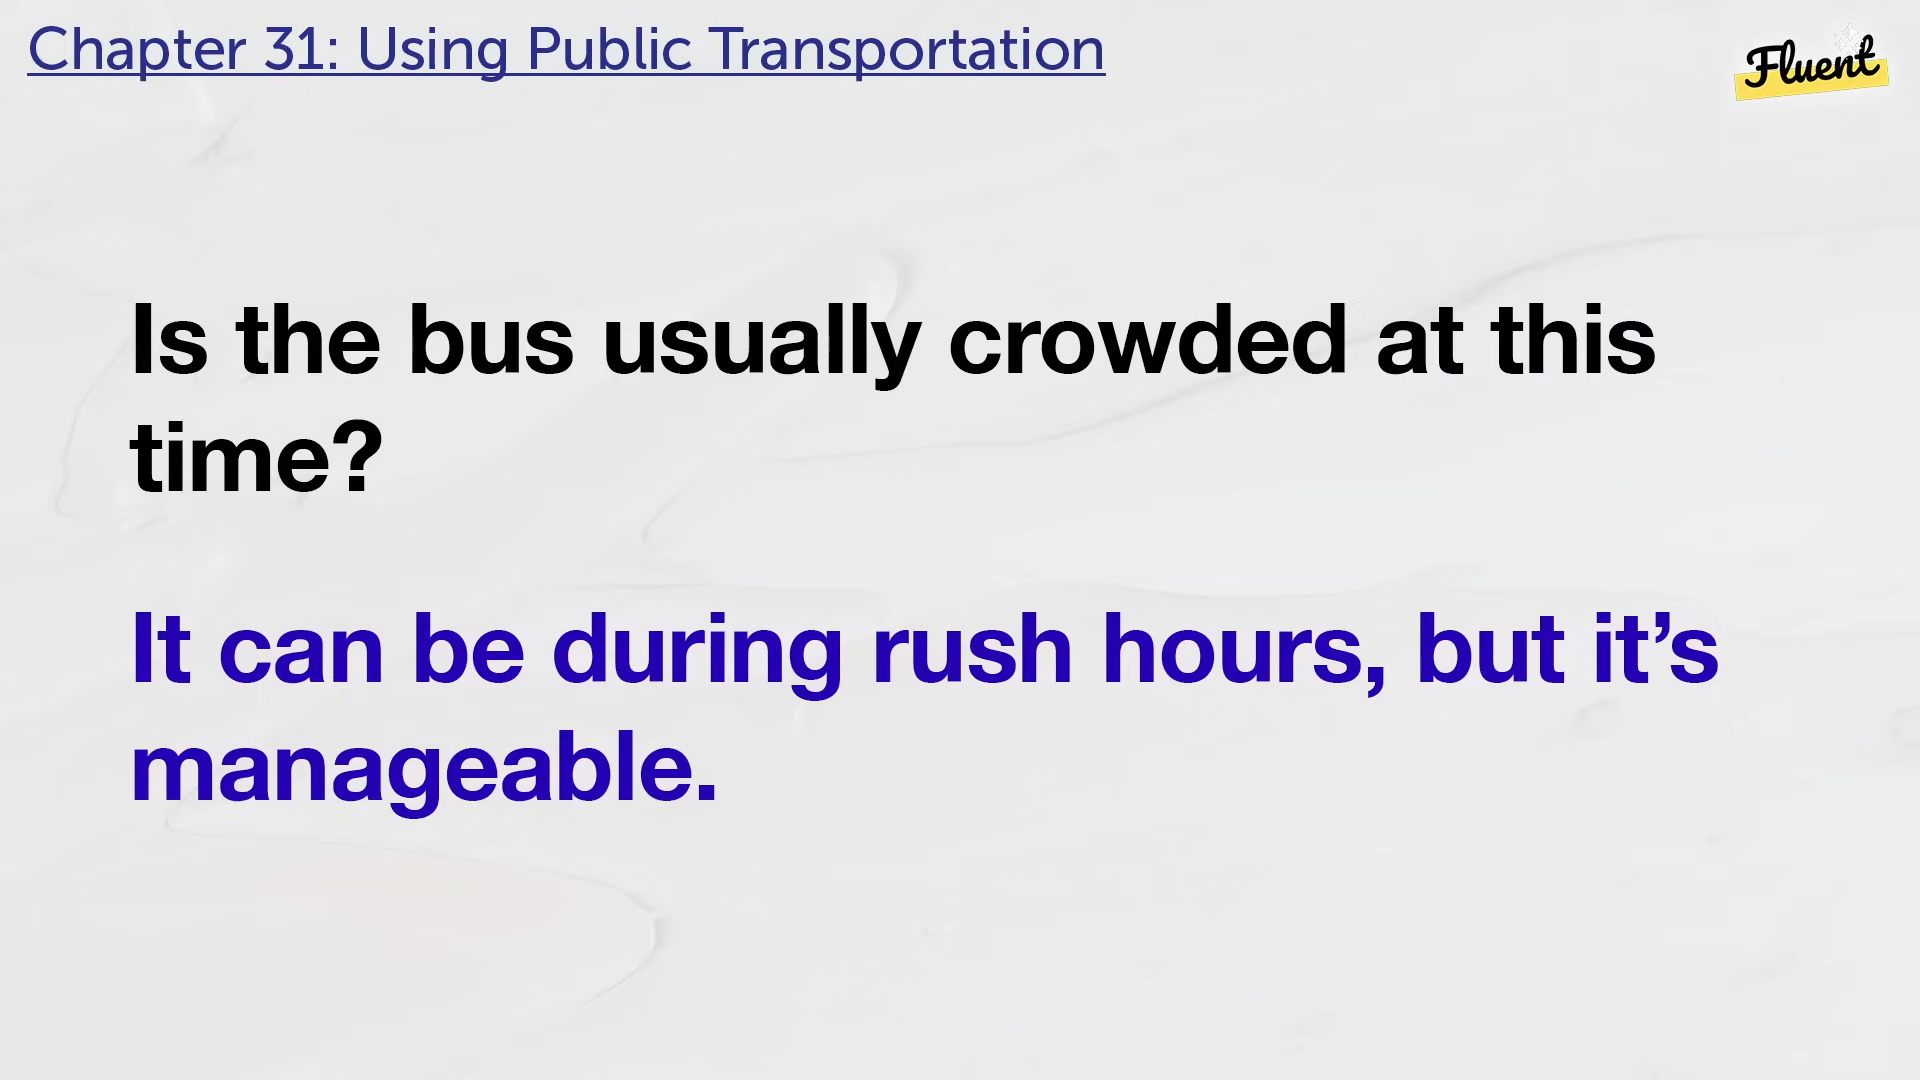 Chapter 31: Using Public Transportation
Fluent
Is the bus usually crowded at this
time?
It can be during rush hours, but it’s
manageable.